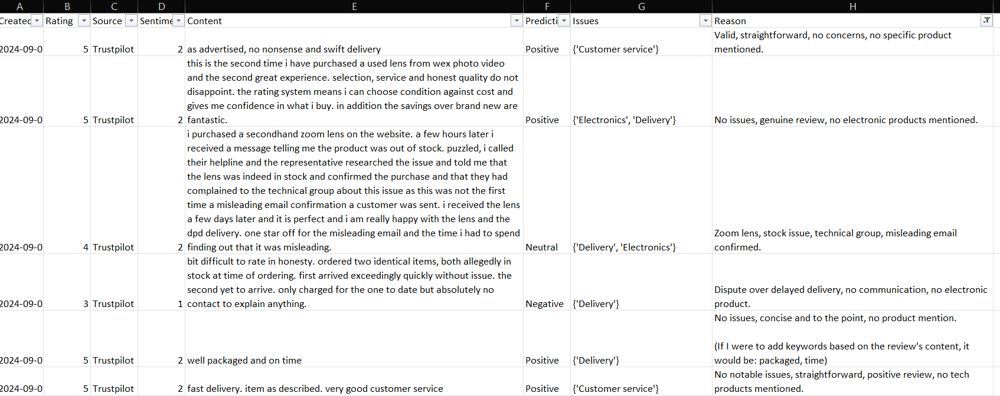 A B C D E F G H
Created Rating Source Sentime Content Predicti Issues Reason
Valid, straightforward, no concerns, no specific product
2024-09-0 5 Trustpilot 2 as advertised, no nonsense and swift delivery Positive {'Customer service'} mentioned.
this is the second time i have purchased a used lens from wex photo video
and the second great experience. selection, service and honest quality do not
disappoint. the rating system means i can choose condition against cost and
gives me confidence in what i buy. in addition the savings over brand new are
2024-09-0 5 Trustpilot 2 fantastic. Positive {'Electronics', 'Delivery'} No issues, genuine review, no electronic products mentioned.
i purchased a secondhand zoom lens on the website. a few hours later i
received a message telling me the product was out of stock. puzzled, i called
their helpline and the representative researched the issue and told me that
the lens was indeed in stock and confirmed the purchase and that they had
complained to the technical group about this issue as this was not the first
time a misleading email confirmation a customer was sent. i received the lens
a few days later and it is perfect and i am really happy with the lens and the
dpd delivery. one star off for the misleading email and the time i had to spend Zoom lens, stock issue, technical group, misleading email
2024-09-0 4 Trustpilot 2 finding out that it was misleading. Neutral {'Delivery', 'Electronics'} confirmed.
bit difficult to rate in honesty. ordered two identical items, both allegedly in
stock at time of ordering. first arrived exceedingly quickly without issue. the
second yet to arrive. only charged for the one to date but absolutely no Dispute over delayed delivery, no communication, no electronic
2024-09-0 3 Trustpilot 1 contact to explain anything. Negative {'Delivery'} product.
No issues, concise and to the point, no product mention.
(If I were to add keywords based on the review's content, it
2024-09-0 5 Trustpilot 2 well packaged and on time Positive {'Delivery'} would be: packaged, time)
No notable issues, straightforward, positive review, no tech
2024-09-0 5 Trustpilot 2 fast delivery. item as described. very good customer service Positive {'Customer service'} products mentioned.